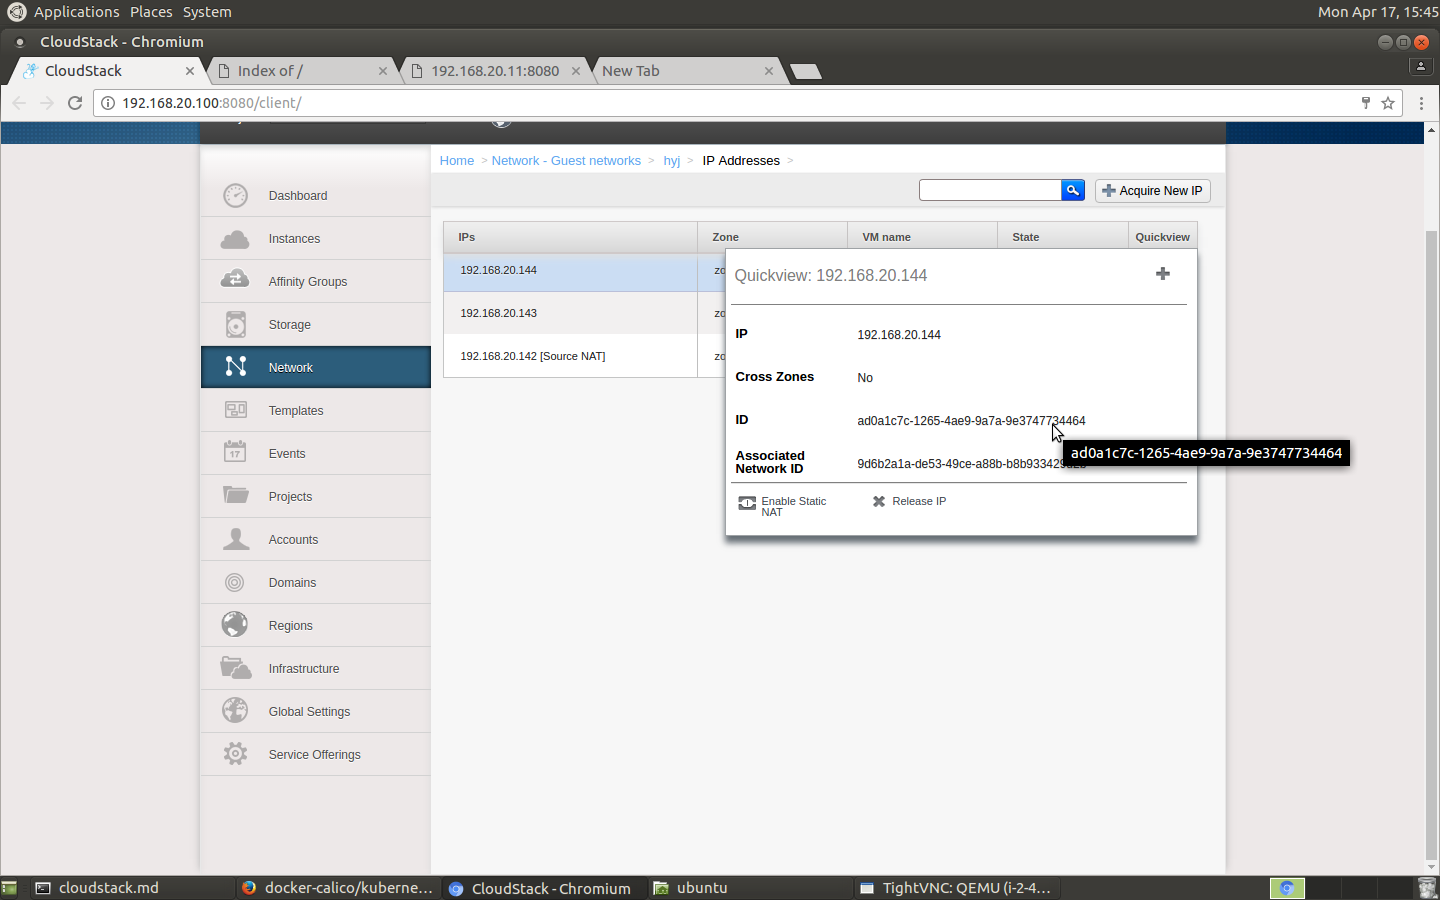 Applications Places System
Mon Apr 17, 15:45
CloudStack - Chromium
CloudStack
Index of /
192.168.20.11:8080
New Tab
192.168.20.100:8080/client/
Home > Network - Guest networks > hyj > IP Addresses >
Acquire New IP
Dashboard
Instances
Affinity Groups
Storage
Network
Templates
17
Events
Projects
Accounts
Domains
Regions
Infrastructure
Global Settings
Service Offerings
IPs Zone VM name State Quickview
192.168.20.144 zo
192.168.20.143 zo
192.168.20.142 [Source NAT] zo
Quickview: 192.168.20.144
IP 192.168.20.144
Cross Zones No
ID ad0a1c7c-1265-4ae9-9a7a-9e3747734464
ad0a1c7c-1265-4ae9-9a7a-9e3747734464
Associated
Network ID
Enable Static
NAT
Release IP
cloudstack.md
docker-calico/kuberne...
CloudStack - Chromium
ubuntu
TightVNC: QEMU (i-2-4...